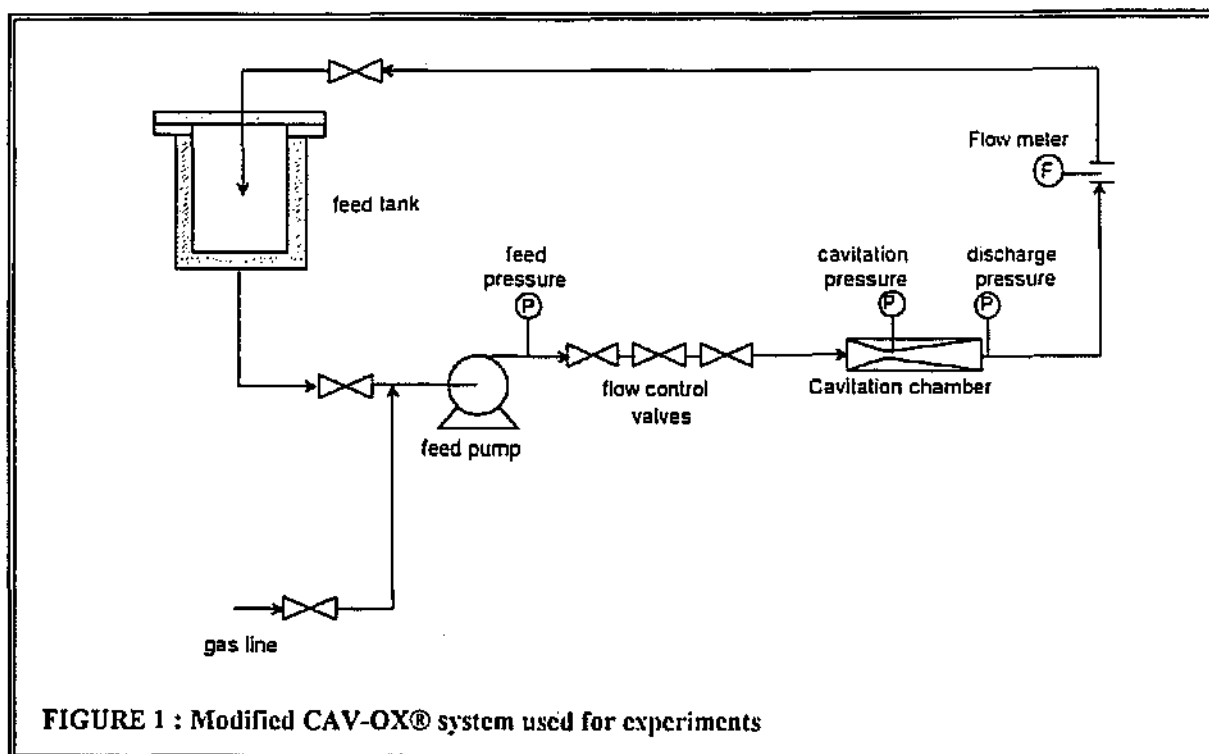 Flow meter
F
feed tank
feed
pressure
P
cavitation
pressure
P
discharge
pressure
P
flow control
valves
Cavitation chamber
feed pump
gas line
FIGURE 1 : Modified CAV-OX® system used for experiments